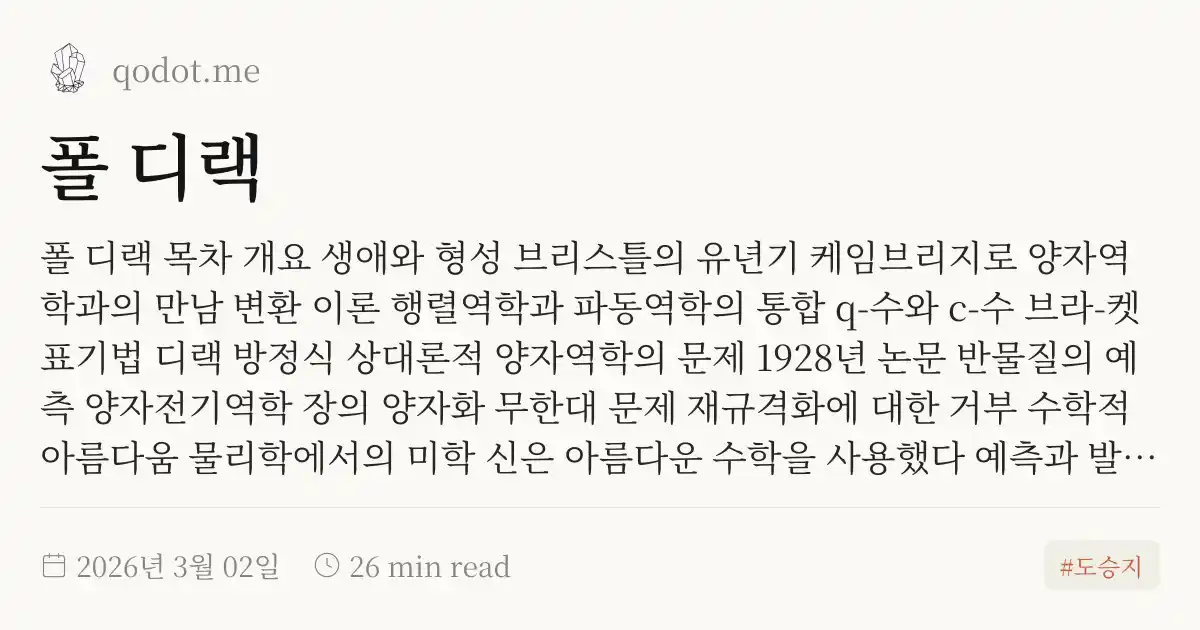 qodot.me
폴 디랙
폴 디랙 목차 개요 생애와 형성 브리스틀의 유년기 케임브리지로 양자역
학과의 만남 변환 이론 행렬역학과 파동역학의 통합 q-수와 c-수 브라-켓
표기법 디랙 방정식 상대론적 양자역학의 문제 1928년 논문 반물질의 예
측 양자전기역학 장의 양자화 무한대 문제 재규격화에 대한 거부 수학적
아름다움 물리학에서의 미학 신은 아름다운 수학을 사용했다 예측과 발…
2026년 3월 02일 26 min read #도승지